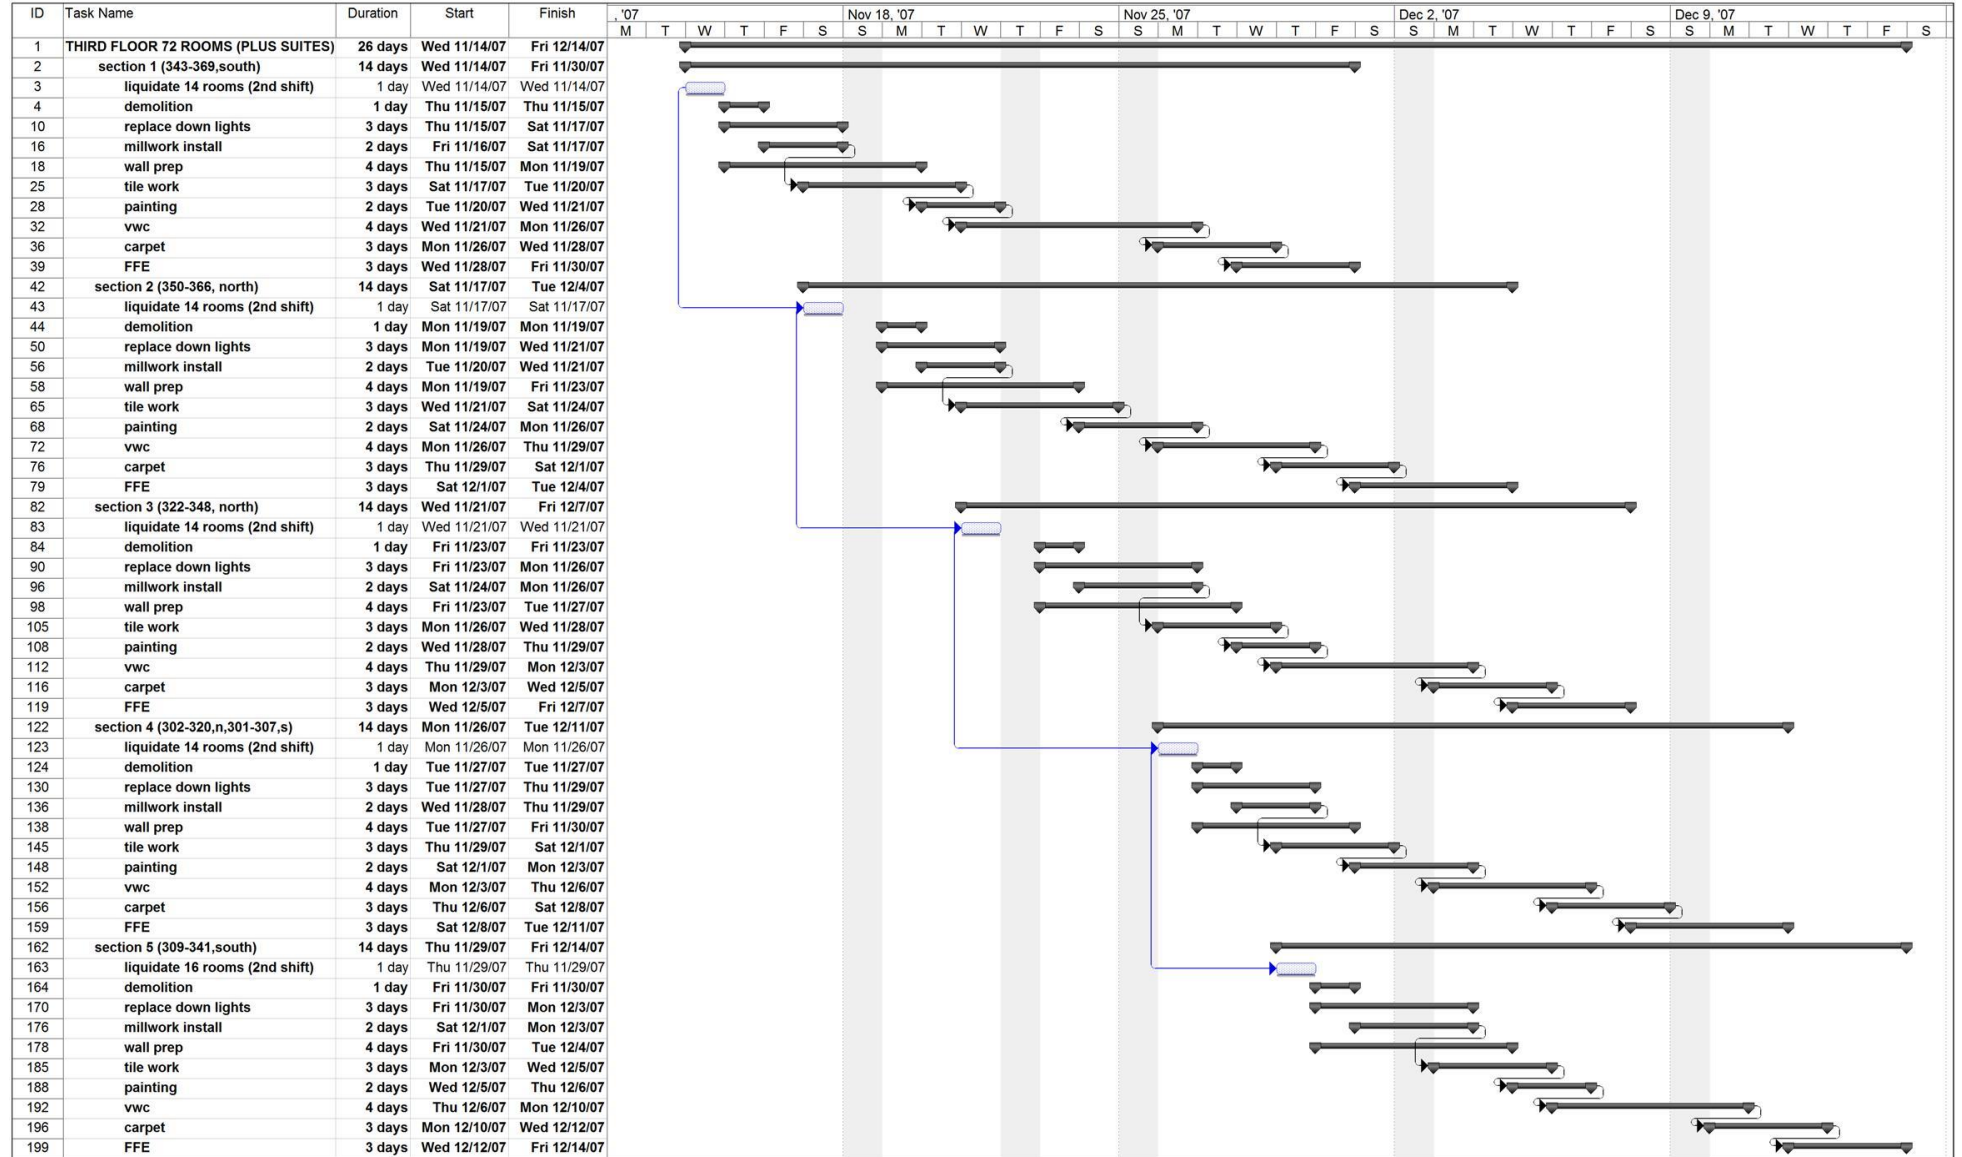 ID Task Name Duration Start Finish , '07 Nov 18, '07 Nov 25, '07 Dec 2, '07 Dec 9, '07
M T W T F S S M T W T F S S M T W T F S S M T W T F S S M T W T F S
1 THIRD FLOOR 72 ROOMS (PLUS SUITES) 26 days Wed 11/14/07 Fri 12/14/07
2 section 1 (343-369,south) 14 days Wed 11/14/07 Fri 11/30/07
3 liquidate 14 rooms (2nd shift) 1 day Wed 11/14/07 Wed 11/14/07
4 demolition 1 day Thu 11/15/07 Thu 11/15/07
10 replace down lights 3 days Thu 11/15/07 Sat 11/17/07
16 millwork install 2 days Fri 11/16/07 Sat 11/17/07
18 wall prep 4 days Thu 11/15/07 Mon 11/19/07
25 tile work 3 days Sat 11/17/07 Tue 11/20/07
28 painting 2 days Tue 11/20/07 Wed 11/21/07
32 vwc 4 days Wed 11/21/07 Mon 11/26/07
36 carpet 3 days Mon 11/26/07 Wed 11/28/07
39 FFE 3 days Wed 11/28/07 Fri 11/30/07
42 section 2 (350-366, north) 14 days Sat 11/17/07 Tue 12/4/07
43 liquidate 14 rooms (2nd shift) 1 day Sat 11/17/07 Sat 11/17/07
44 demolition 1 day Mon 11/19/07 Mon 11/19/07
50 replace down lights 3 days Mon 11/19/07 Wed 11/21/07
56 millwork install 2 days Tue 11/20/07 Wed 11/21/07
58 wall prep 4 days Mon 11/19/07 Fri 11/23/07
65 tile work 3 days Wed 11/21/07 Sat 11/24/07
68 painting 2 days Sat 11/24/07 Mon 11/26/07
72 vwc 4 days Mon 11/26/07 Thu 11/29/07
76 carpet 3 days Thu 11/29/07 Sat 12/1/07
79 FFE 3 days Sat 12/1/07 Tue 12/4/07
82 section 3 (322-348, north) 14 days Wed 11/21/07 Fri 12/7/07
83 liquidate 14 rooms (2nd shift) 1 day Wed 11/21/07 Wed 11/21/07
84 demolition 1 day Fri 11/23/07 Fri 11/23/07
90 replace down lights 3 days Fri 11/23/07 Mon 11/26/07
96 millwork install 2 days Sat 11/24/07 Mon 11/26/07
98 wall prep 4 days Fri 11/23/07 Tue 11/27/07
105 tile work 3 days Mon 11/26/07 Wed 11/28/07
108 painting 2 days Wed 11/28/07 Thu 11/29/07
112 vwc 4 days Thu 11/29/07 Mon 12/3/07
116 carpet 3 days Mon 12/3/07 Wed 12/5/07
119 FFE 3 days Wed 12/5/07 Fri 12/7/07
122 section 4 (302-320,n,301-307,s) 14 days Mon 11/26/07 Tue 12/11/07
123 liquidate 14 rooms (2nd shift) 1 day Mon 11/26/07 Mon 11/26/07
124 demolition 1 day Tue 11/27/07 Tue 11/27/07
130 replace down lights 3 days Tue 11/27/07 Thu 11/29/07
136 millwork install 2 days Wed 11/28/07 Thu 11/29/07
138 wall prep 4 days Tue 11/27/07 Fri 11/30/07
145 tile work 3 days Thu 11/29/07 Sat 12/1/07
148 painting 2 days Sat 12/1/07 Mon 12/3/07
152 vwc 4 days Mon 12/3/07 Thu 12/6/07
156 carpet 3 days Thu 12/6/07 Sat 12/8/07
159 FFE 3 days Sat 12/8/07 Tue 12/11/07
162 section 5 (309-341,south) 14 days Thu 11/29/07 Fri 12/14/07
163 liquidate 16 rooms (2nd shift) 1 day Thu 11/29/07 Thu 11/29/07
164 demolition 1 day Fri 11/30/07 Fri 11/30/07
170 replace down lights 3 days Fri 11/30/07 Mon 12/3/07
176 millwork install 2 days Sat 12/1/07 Mon 12/3/07
178 wall prep 4 days Fri 11/30/07 Tue 12/4/07
185 tile work 3 days Mon 12/3/07 Wed 12/5/07
188 painting 2 days Wed 12/5/07 Thu 12/6/07
192 vwc 4 days Thu 12/6/07 Mon 12/10/07
196 carpet 3 days Mon 12/10/07 Wed 12/12/07
199 FFE 3 days Wed 12/12/07 Fri 12/14/07